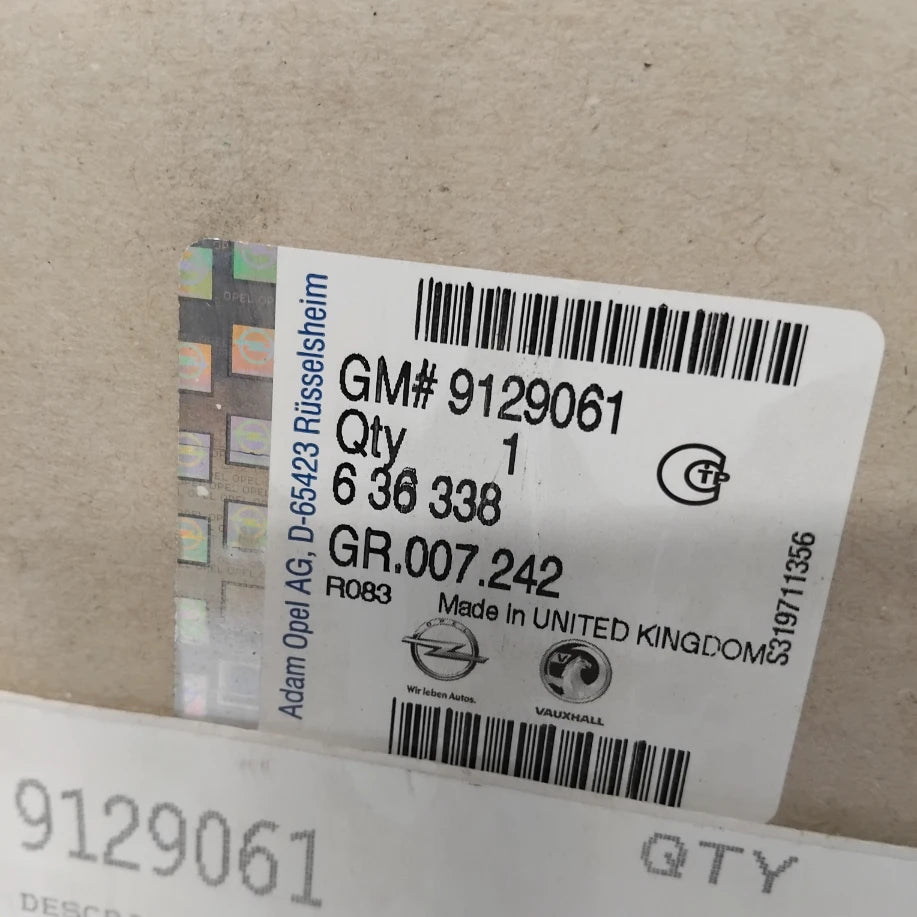 Adam Opel AG, D-65423 Rüsselsheim
GM# 9129061
Qty 1
6 36 338
GR.007.242
R083
Made In UNITED KINGDOM
S319711356
OPEL
Wir leben Autos.
VAUXHALL
9129061
QTY